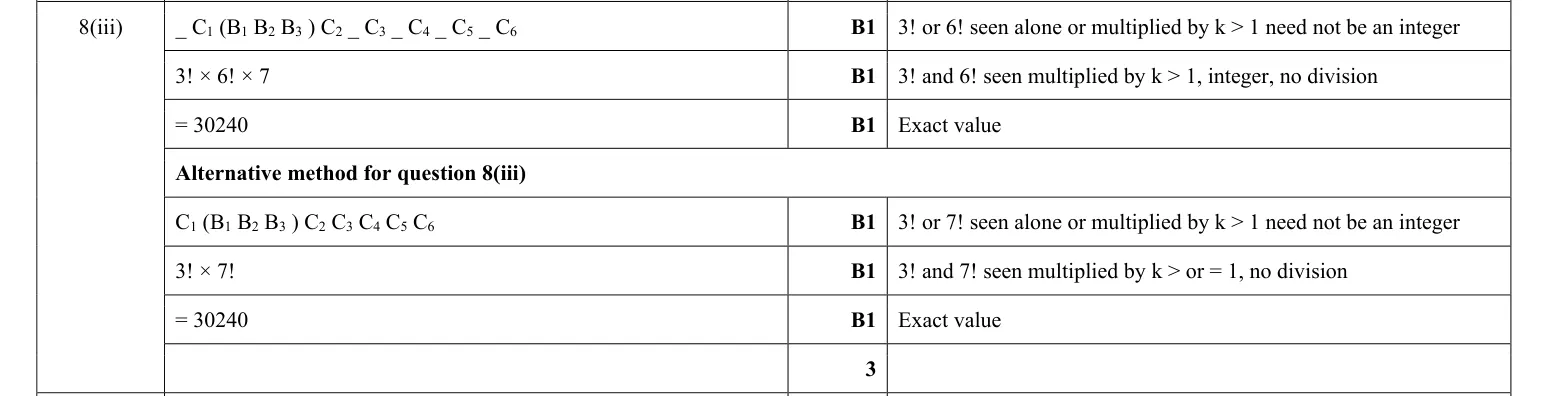 8(iii) _ C₁ (B₁ B₂ B₃ ) C₂ _ C₃ _ C₄ _ C₅ _ C₆ B1 3! or 6! seen alone or multiplied by k > 1 need not be an integer
3! × 6! × 7 B1 3! and 6! seen multiplied by k > 1, integer, no division
= 30240 B1 Exact value
Alternative method for question 8(iii)
C₁ (B₁ B₂ B₃ ) C₂ C₃ C₄ C₅ C₆ B1 3! or 7! seen alone or multiplied by k > 1 need not be an integer
3! × 7! B1 3! and 7! seen multiplied by k > or = 1, no division
= 30240 B1 Exact value
3